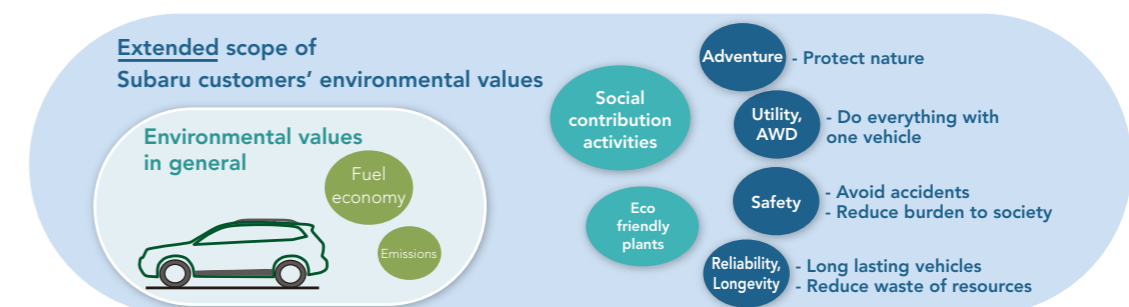 Extended scope of
Subaru customers’ environmental values
Environmental values
in general
Fuel
economy
Emissions
Social
contribution
activities
Eco
friendly
plants
Adventure
- Protect nature
Utility,
AWD
- Do everything with
one vehicle
Safety
- Avoid accidents
- Reduce burden to society
Reliability,
Longevity
- Long lasting vehicles
- Reduce waste of resources